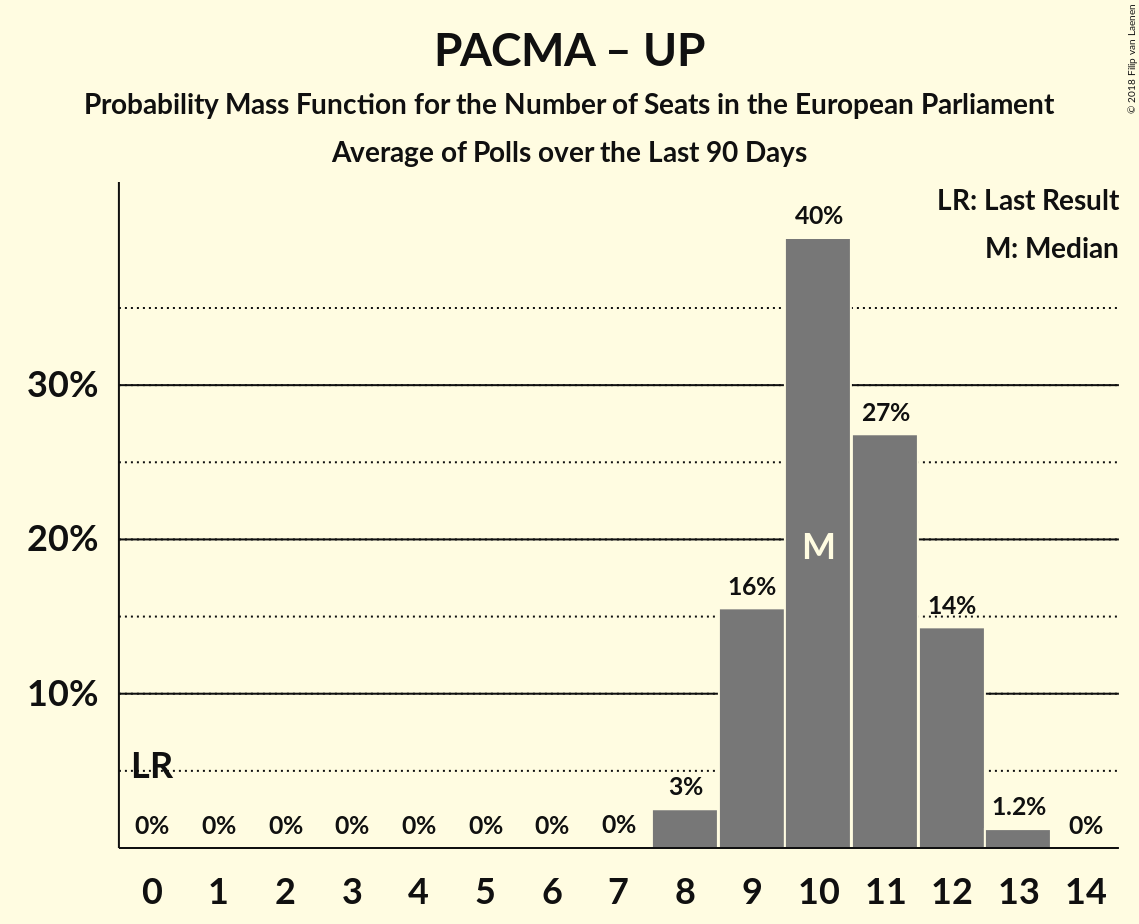 PACMA – UP
Probability Mass Function for the Number of Seats in the European Parliament
Average of Polls over the Last 90 Days
© 2018 Filip van Laenen
LR: Last Result
M: Median
40%
30%
27%
20%
M
16%
14%
10%
LR
3%
1.2%
0% 0% 0% 0% 0% 0% 0% 0% 0%
0 1 2 3 4 5 6 7 8 9 10 11 12 13 14